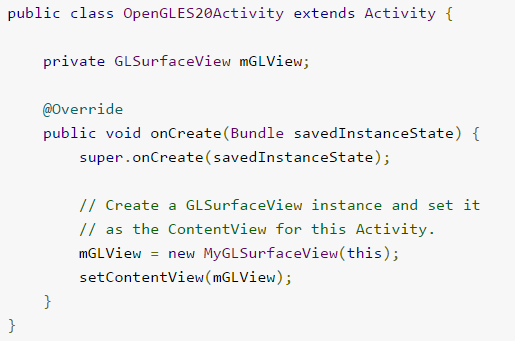 public class OpenGLES20Activity extends Activity {
private GLSurfaceView mGLView;
@Override
public void onCreate(Bundle savedInstanceState) {
super.onCreate(savedInstanceState);
// Create a GLSurfaceView instance and set it
// as the ContentView for this Activity.
mGLView = new MyGLSurfaceView(this);
setContentView(mGLView);
}
}